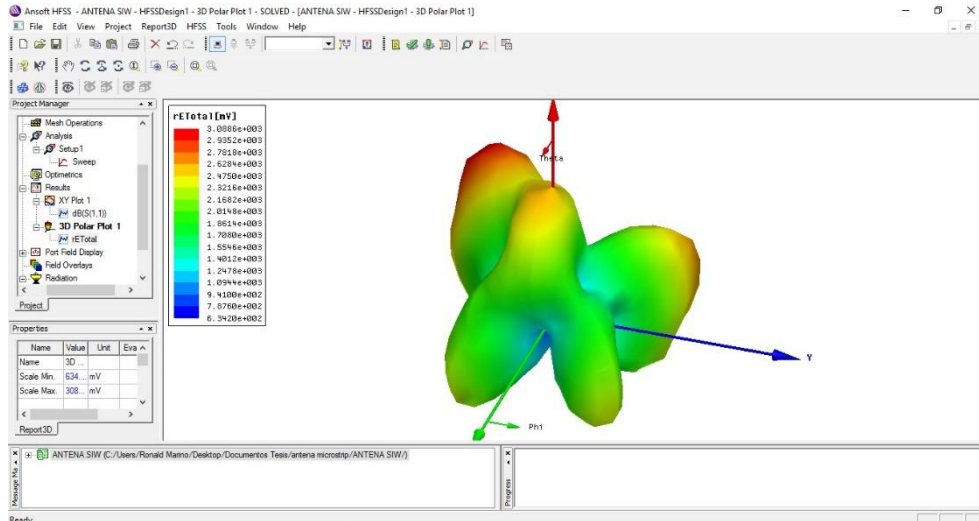 Ansoft HFSS - ANTENA SIW - HFSSDesign1 - 3D Polar Plot 1 - SOLVED - [ANTENA SIW - HFSSDesign1 - 3D Polar Plot 1]
File Edit View Project Report3D HFSS Tools Window Help
Project Manager
Mesh Operations
Analysis
Setup1
Sweep
Optimetrics
Results
XY Plot 1
dB(S(1,1))
3D Polar Plot 1
rETotal
Port Field Display
Field Overlays
Radiation
Project
Properties
Name Value Unit Eva
Name 3D ...
Scale Min. 634... mV
Scale Max. 308... mV
Report3D
rETotal[mV]
3.0886e+003
2.9352e+003
2.7818e+003
2.6284e+003
2.4750e+003
2.3216e+003
2.1682e+003
2.0148e+003
1.8614e+003
1.7080e+003
1.5546e+003
1.4012e+003
1.2478e+003
1.0944e+003
9.4100e+002
7.8760e+002
6.3420e+002
Theta
Y
Phi
Message Ma
ANTENA SIW (C:/Users/Ronald Marino/Desktop/Documentos Tesis/antena microstrip/ANTENA SIW/)
Progress
Ready